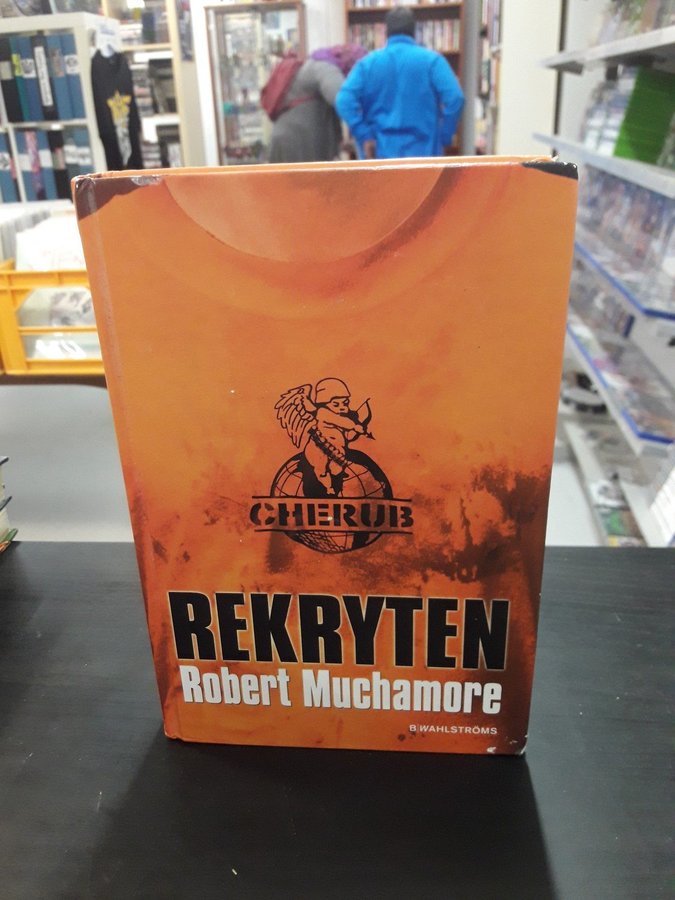 CHERUB
REKRYTEN
Robert Muchamore
B WAHLSTRÖMS